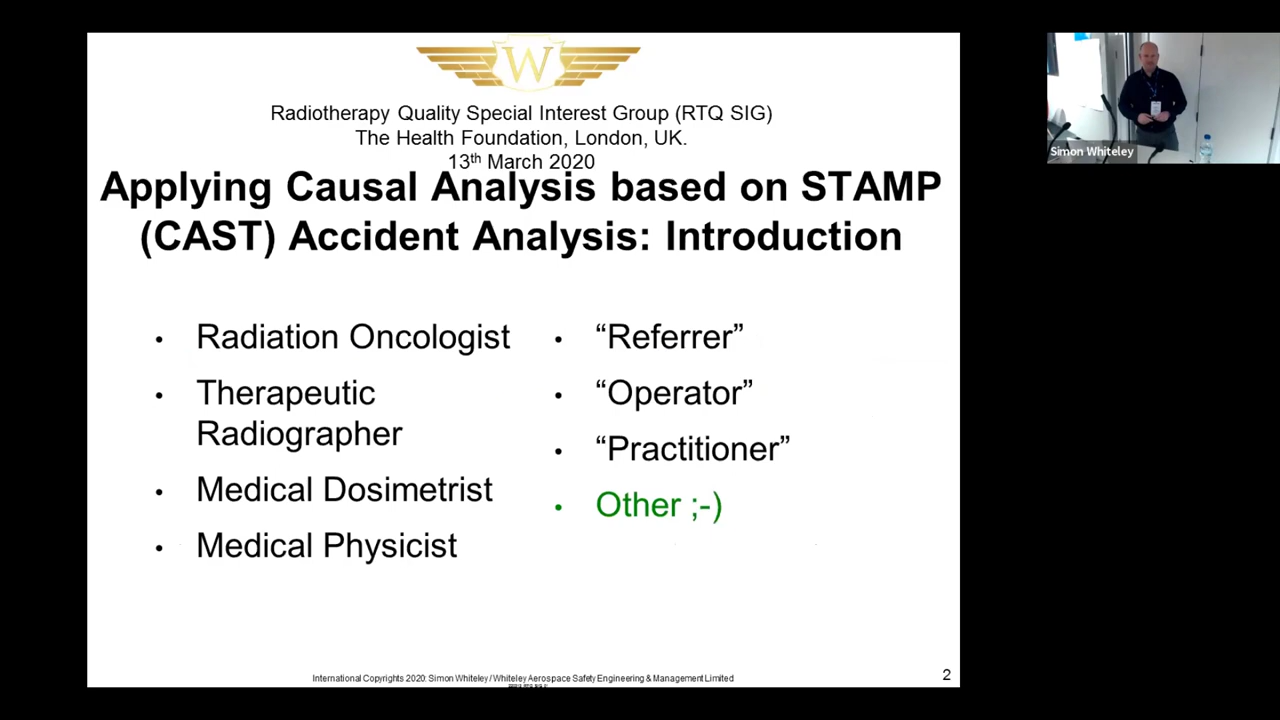 W
Radiotherapy Quality Special Interest Group (RTQ SIG)
The Health Foundation, London, UK.
13th March 2020
Applying Causal Analysis based on STAMP
(CAST) Accident Analysis: Introduction
• Radiation Oncologist
• Therapeutic
Radiographer
• Medical Dosimetrist
• Medical Physicist
• “Referrer”
• “Operator”
• “Practitioner”
• Other ;-)
International Copyrights 2020: Simon Whiteley / Whiteley Aerospace Safety Engineering & Management Limited
2
Simon Whiteley